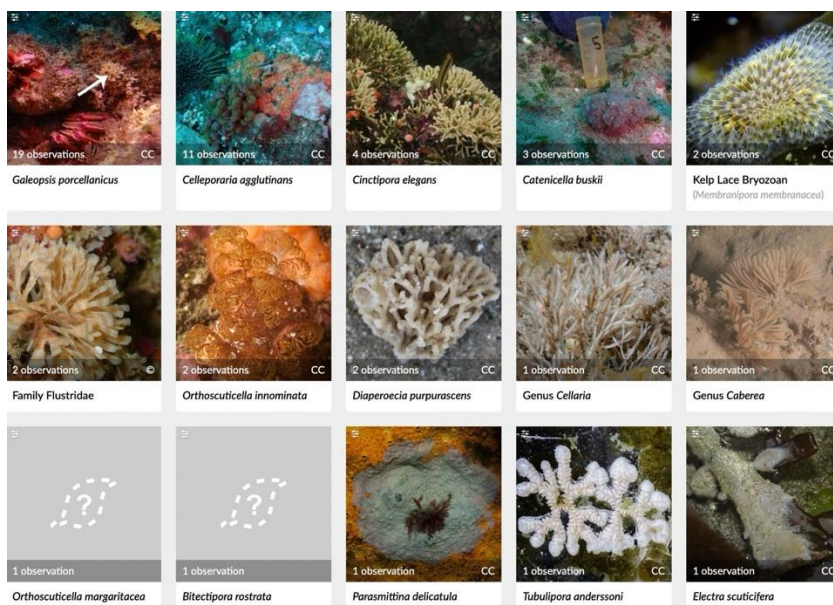 19 observations CC
Galeopsis porcellanicus
11 observations CC
Celleporaria agglutinans
4 observations CC
Cinctipora elegans
5
3 observations CC
Catenicella buskii
2 observations CC
Kelp Lace Bryozoan
(Membranipora membranacea)
2 observations ©
Family Flustridae
2 observations CC
Orthoscuticella innominata
2 observations CC
Diaperoecia purpurascens
1 observation CC
Genus Cellaria
1 observation CC
Genus Caberea
?
1 observation
Orthoscuticella margaritacea
?
1 observation
Bitectipora rostrata
1 observation CC
Parasmittina delicatula
1 observation CC
Tubulipora anderssoni
1 observation CC
Electra scuticifera